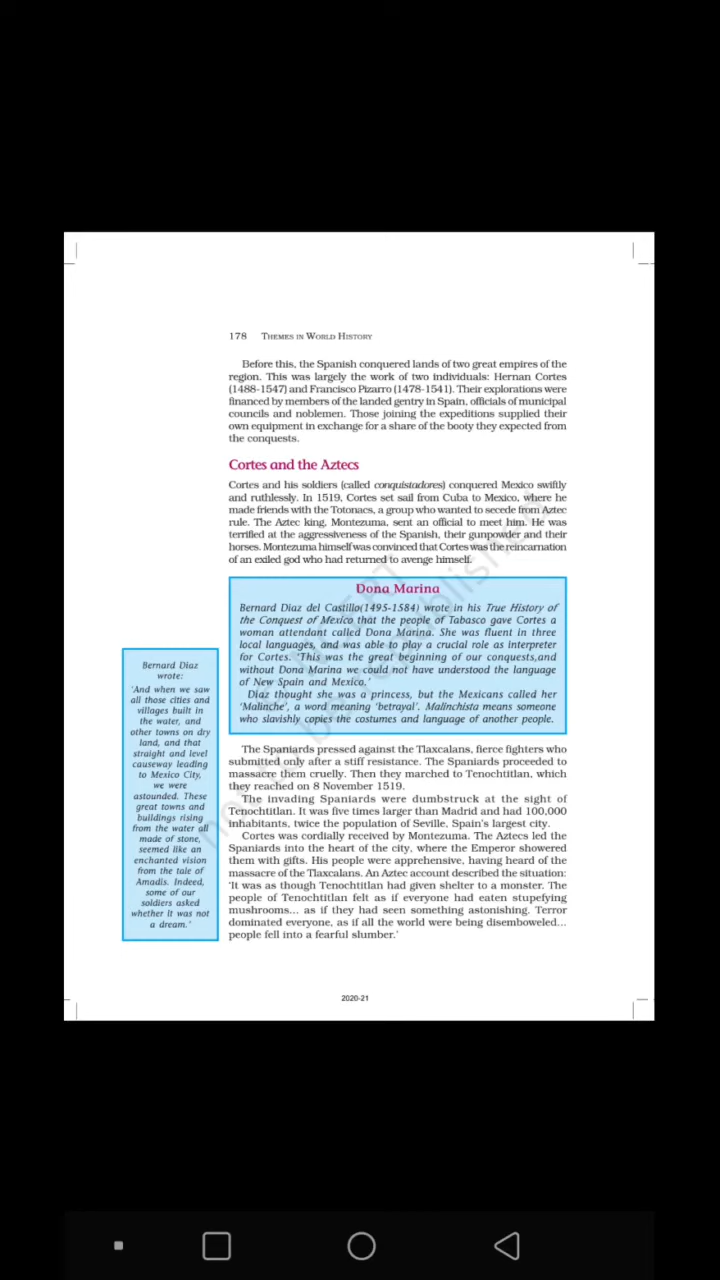 178 THEMES IN WORLD HISTORY
Before this, the Spanish conquered lands of two great empires of the
region. This was largely the work of two individuals: Hernan Cortes
(1488-1547) and Francisco Pizarro (1478-1541). Their explorations were
financed by members of the landed gentry in Spain, officials of municipal
councils and noblemen. Those joining the expeditions supplied their
own equipment in exchange for a share of the booty they expected from
the conquests.
Cortes and the Aztecs
Cortes and his soldiers (called conquistadores) conquered Mexico swiftly
and ruthlessly. In 1519, Cortes set sail from Cuba to Mexico, where he
made friends with the Totonacs, a group who wanted to secede from Aztec
rule. The Aztec king, Montezuma, sent an official to meet him. He was
terrified at the aggressiveness of the Spanish, their gunpowder and their
horses. Montezuma himself was convinced that Cortes was the reincarnation
of an exiled god who had returned to avenge himself.
Dona Marina
Bernard Diaz del Castillo(1495-1584) wrote in his True History of
the Conquest of Mexico that the people of Tabasco gave Cortes a
woman attendant called Dona Marina. She was fluent in three
local languages, and was able to play a crucial role as interpreter
for Cortes. 'This was the great beginning of our conquests,and
without Dona Marina we could not have understood the language
of New Spain and Mexico.'
Diaz thought she was a princess, but the Mexicans called her
'Malinche', a word meaning 'betrayal'. Malinchista means someone
who slavishly copies the costumes and language of another people.
Bernard Diaz
wrote:
'And when we saw
all those cities and
villages built in
the water, and
other towns on dry
land, and that
straight and level
causeway leading
to Mexico City,
we were
astounded. These
great towns and
buildings rising
from the water all
made of stone,
seemed like an
enchanted vision
from the tale of
Amadis. Indeed,
some of our
soldiers asked
whether it was not
a dream.'
The Spaniards pressed against the Tlaxcalans, fierce fighters who
submitted only after a stiff resistance. The Spaniards proceeded to
massacre them cruelly. Then they marched to Tenochtitlan, which
they reached on 8 November 1519.
The invading Spaniards were dumbstruck at the sight of
Tenochtitlan. It was five times larger than Madrid and had 100,000
inhabitants, twice the population of Seville, Spain's largest city.
Cortes was cordially received by Montezuma. The Aztecs led the
Spaniards into the heart of the city, where the Emperor showered
them with gifts. His people were apprehensive, having heard of the
massacre of the Tlaxcalans. An Aztec account described the situation:
'It was as though Tenochtitlan had given shelter to a monster. The
people of Tenochtitlan felt as if everyone had eaten stupefying
mushrooms... as if they had seen something astonishing. Terror
dominated everyone, as if all the world were being disemboweled...
people fell into a fearful slumber.'
2020-21